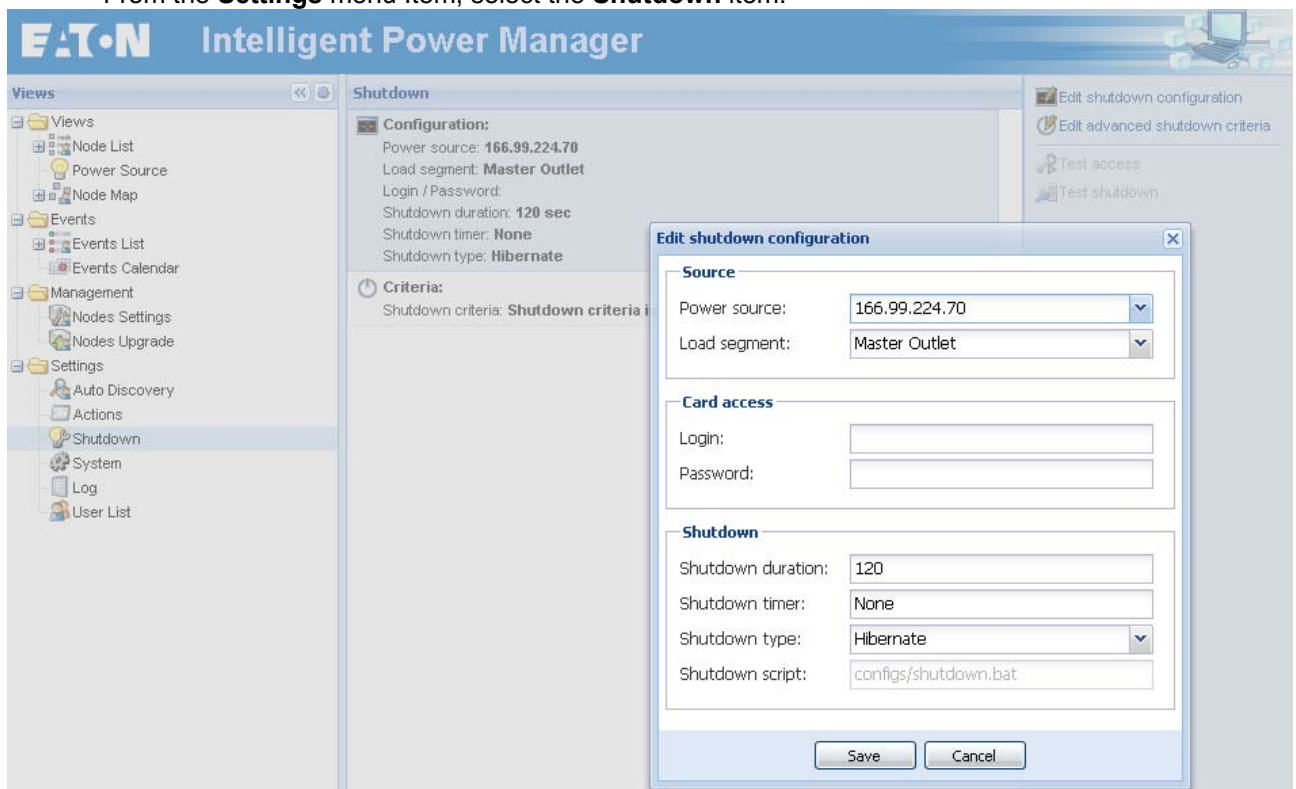 From the Settings menu item, select the Shutdown item.
EATON Intelligent Power Manager
Views
Views
Node List
Power Source
Node Map
Events
Events List
Events Calendar
Management
Nodes Settings
Nodes Upgrade
Settings
Auto Discovery
Actions
Shutdown
System
Log
User List
Shutdown
Configuration:
Power source: 166.99.224.70
Load segment: Master Outlet
Login / Password:
Shutdown duration: 120 sec
Shutdown timer: None
Shutdown type: Hibernate
Criteria:
Shutdown criteria: Shutdown criteria i
Edit shutdown configuration
Edit advanced shutdown criteria
Test access
Test shutdown
Edit shutdown configuration
Source
Power source: 166.99.224.70
Load segment: Master Outlet
Card access
Login:
Password:
Shutdown
Shutdown duration: 120
Shutdown timer: None
Shutdown type: Hibernate
Shutdown script: configs/shutdown.bat
Save Cancel